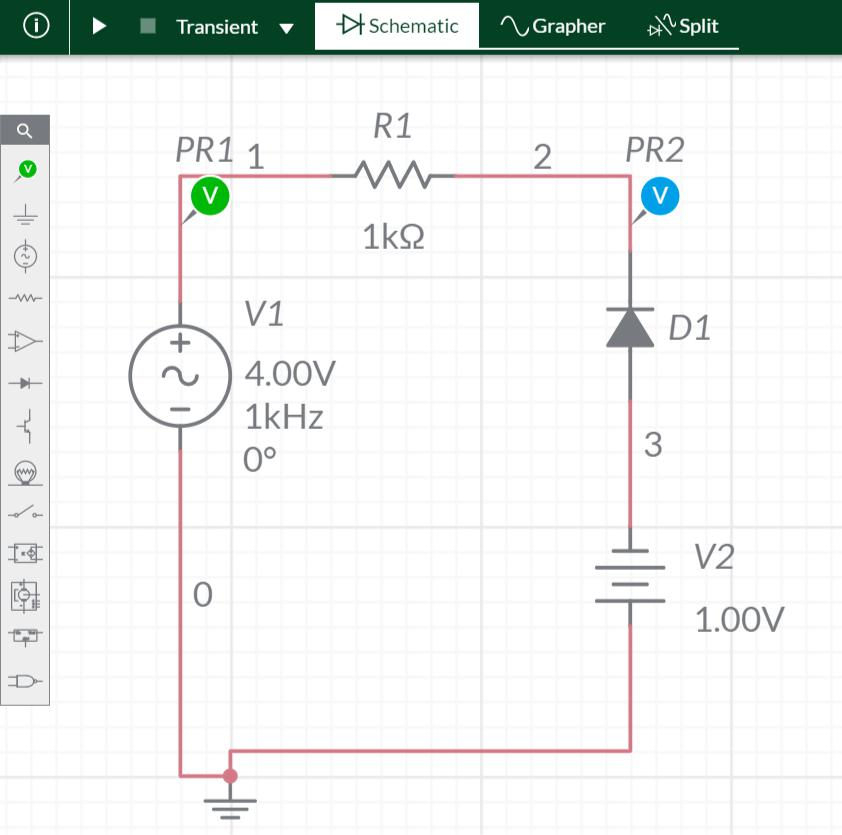 Transient
Schematic
Grapher
Split
R1
PR1
1
2
PR2
V
V
V
1kΩ
V1
4.00V
1kHz
0°
D1
3
V2
1.00V
0